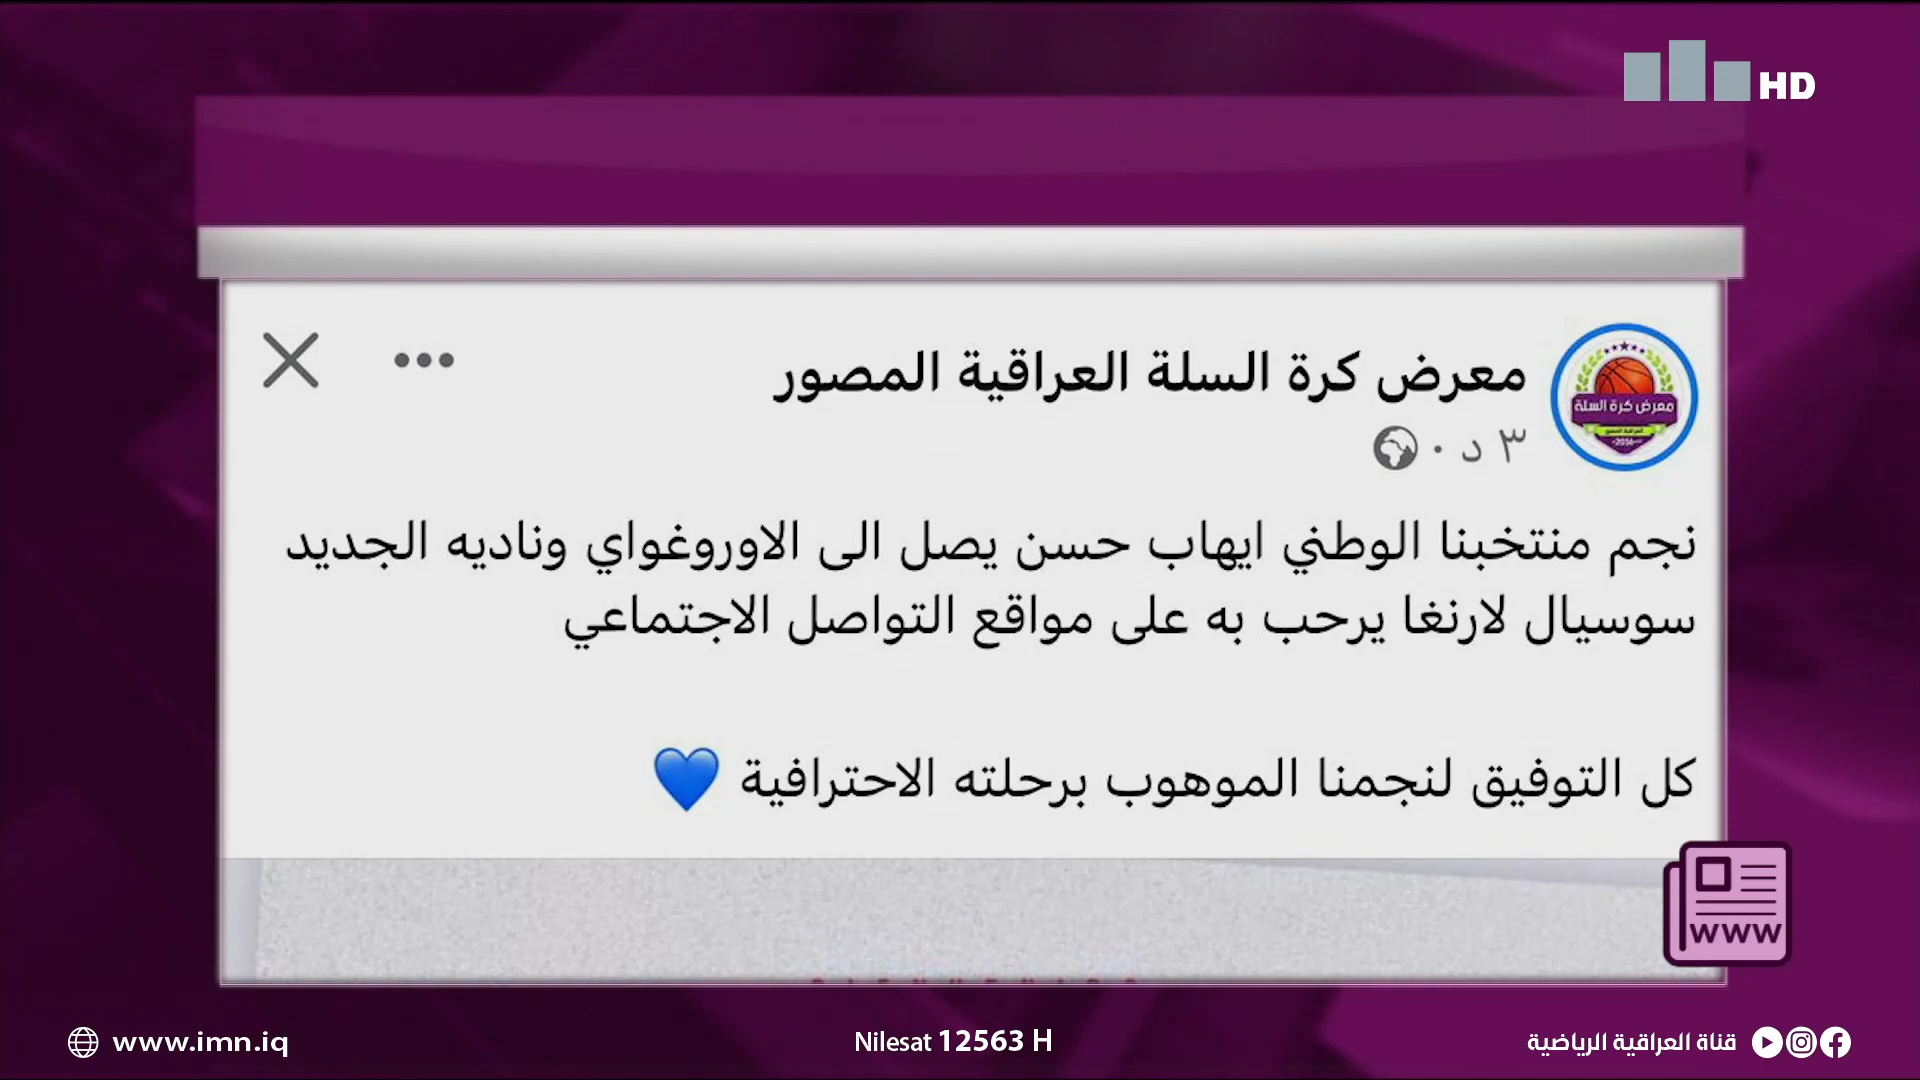 HD
معرض كرة السلة العراقية المصور
معرض كرة السلة
2016
٣ د ·
نجم منتخبنا الوطني ايهاب حسن يصل الى الاوروغواي وناديه الجديد
سوسيال لارنغا يرحب به على مواقع التواصل الاجتماعي
كل التوفيق لنجمنا الموهوب برحلته الاحترافية 💙
www
www.imn.iq
Nilesat 12563 H
قناة العراقية الرياضية